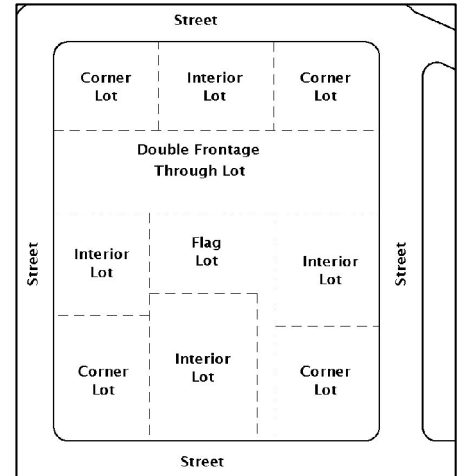 Street
Corner
Lot
Interior
Lot
Corner
Lot
Double Frontage
Through Lot
Street
Interior
Lot
Flag
Lot
Interior
Lot
Street
Corner
Lot
Interior
Lot
Corner
Lot
Street